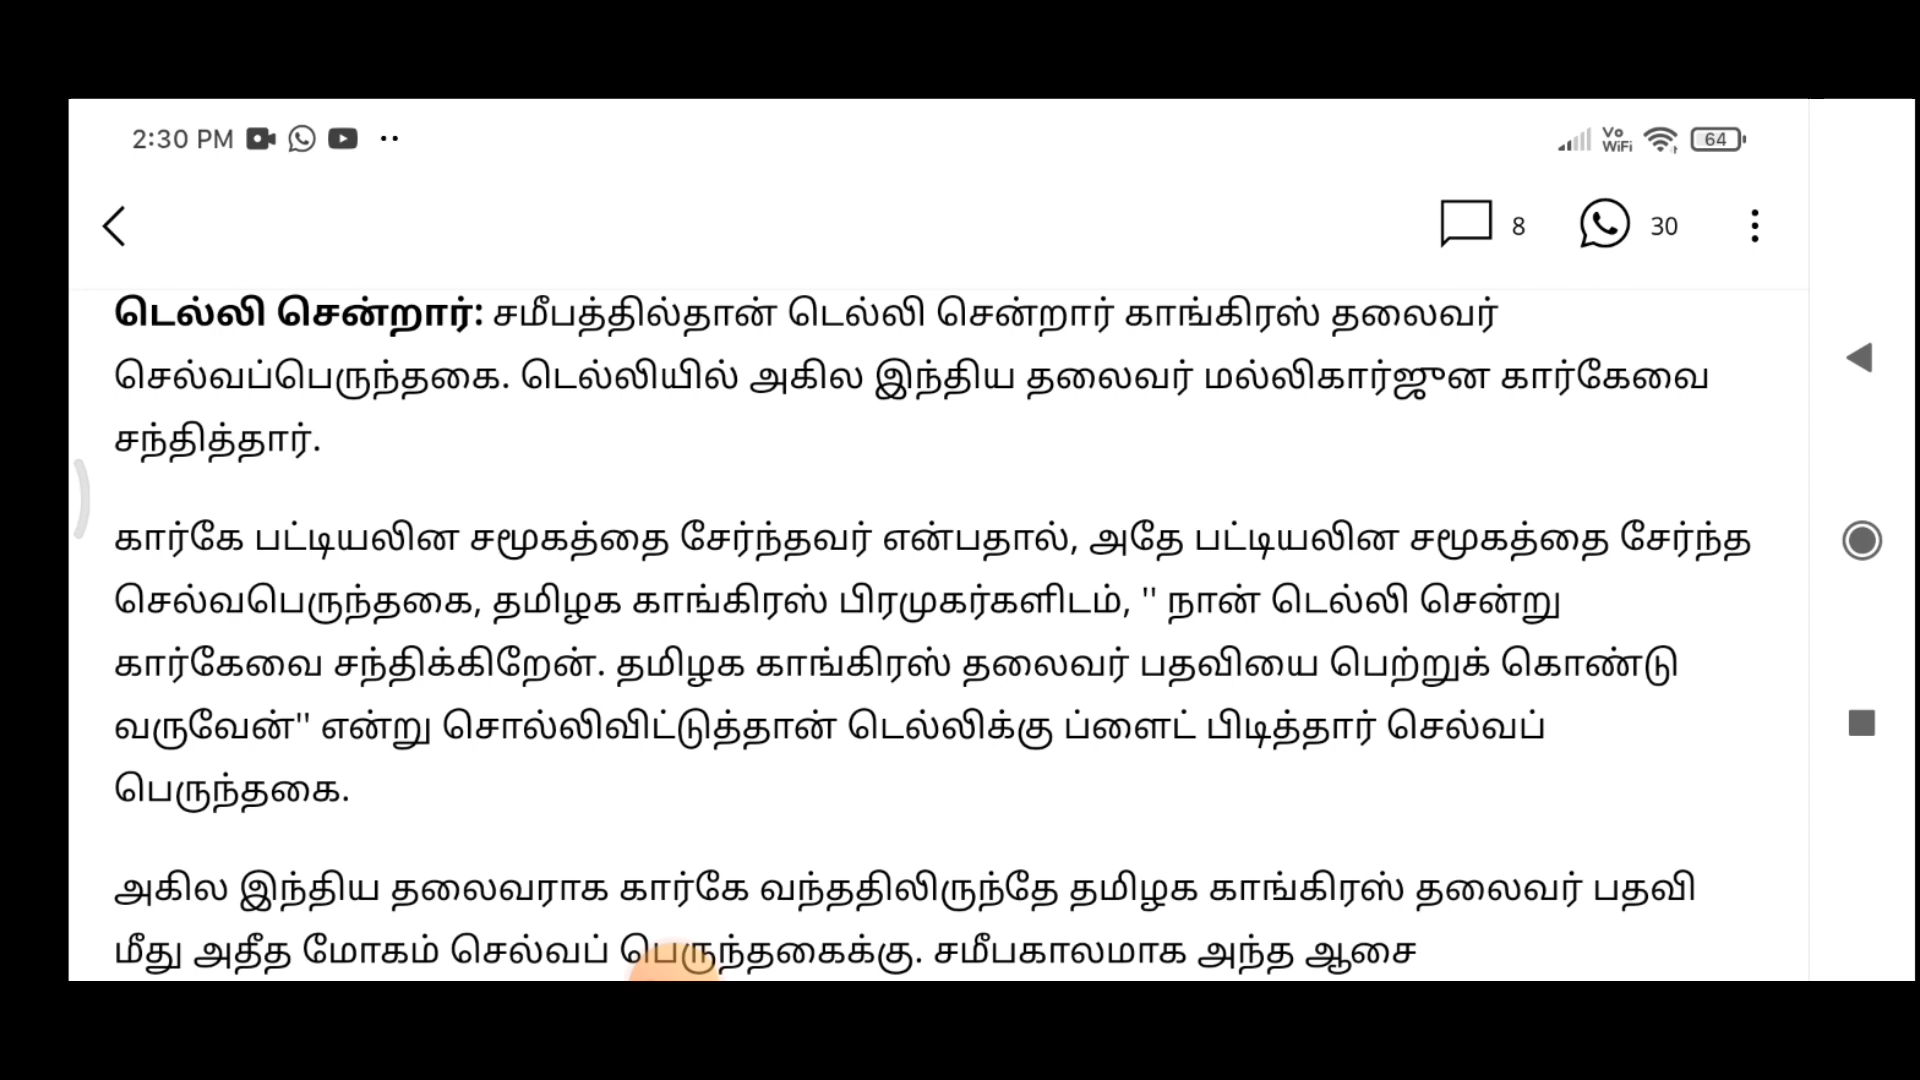 2:30 PM
Vo WiFi 64
8 30
டெல்லி சென்றார்: சமீபத்தில்தான் டெல்லி சென்றார் காங்கிரஸ் தலைவர்
செல்வப்பெருந்தகை. டெல்லியில் அகில இந்திய தலைவர் மல்லிகார்ஜுன கார்கேவை
சந்தித்தார்.
கார்கே பட்டியலின சமூகத்தை சேர்ந்தவர் என்பதால், அதே பட்டியலின சமூகத்தை சேர்ந்த
செல்வபெருந்தகை, தமிழக காங்கிரஸ் பிரமுகர்களிடம், '' நான் டெல்லி சென்று
கார்கேவை சந்திக்கிறேன். தமிழக காங்கிரஸ் தலைவர் பதவியை பெற்றுக் கொண்டு
வருவேன்'' என்று சொல்லிவிட்டுத்தான் டெல்லிக்கு ப்ளைட் பிடித்தார் செல்வப்
பெருந்தகை.
அகில இந்திய தலைவராக கார்கே வந்ததிலிருந்தே தமிழக காங்கிரஸ் தலைவர் பதவி
மீது அதீத மோகம் செல்வப் பெருந்தகைக்கு. சமீபகாலமாக அந்த ஆசை